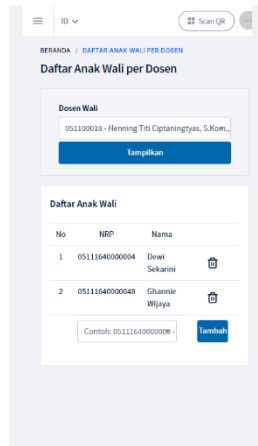 ID
Scan QR
BERANDA / DAFTAR ANAK WALI PER DOSEN
Daftar Anak Wali per Dosen
Dosen Wali
051100018 - Henning Titi Ciptaningtyas, S.Kom.,
Tampilkan
Daftar Anak Wali
No NRP Nama
1 05111640000004 Dewi
Sekarini
2 05111640000048 Ghannie
Wijaya
Contoh: 05111640000000 - Tambah